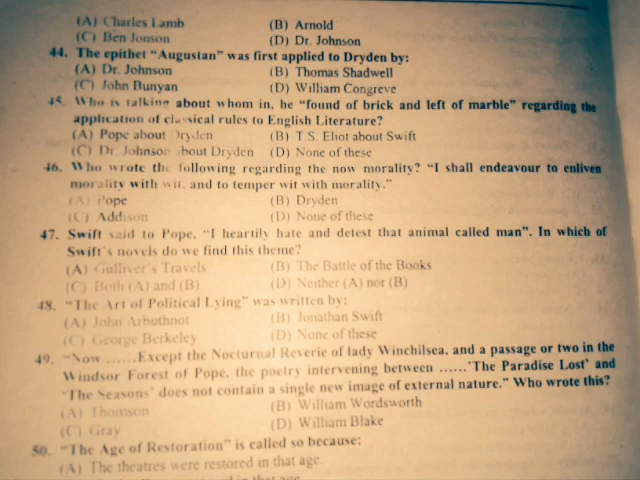 (A) Charles Lamb (B) Arnold
(C) Ben Jonson (D) Dr. Johnson
44. The epithet "Augustan" was first applied to Dryden by:
(A) Dr. Johnson (B) Thomas Shadwell
(C) John Bunyan (D) William Congreve
45. Who is talking about whom in, he "found of brick and left of marble" regarding the
application of classical rules to English Literature?
(A) Pope about Dryden (B) T.S. Eliot about Swift
(C) Dr. Johnson about Dryden (D) None of these
46. Who wrote the following regarding the now morality? "I shall endeavour to enliven
morality with wit, and to temper wit with morality."
(A) Pope (B) Dryden
(C) Addison (D) None of these
47. Swift said to Pope, "I heartily hate and detest that animal called man". In which of
Swift's novels do we find this theme?
(A) Gulliver's Travels (B) The Battle of the Books
(C) Both (A) and (B) (D) Neither (A) nor (B)
48. "The Art of Political Lying" was written by:
(A) John Arbuthnot (B) Jonathan Swift
(C) George Berkeley (D) None of these
49. "Now ......Except the Nocturnal Reverie of lady Winchilsea, and a passage or two in the
Windsor Forest of Pope, the poetry intervening between ......'The Paradise Lost' and
'The Seasons' does not contain a single new image of external nature." Who wrote this?
(A) Thomson (B) William Wordsworth
(C) Gray (D) William Blake
50. "The Age of Restoration" is called so because:
(A) The theatres were restored in that age.